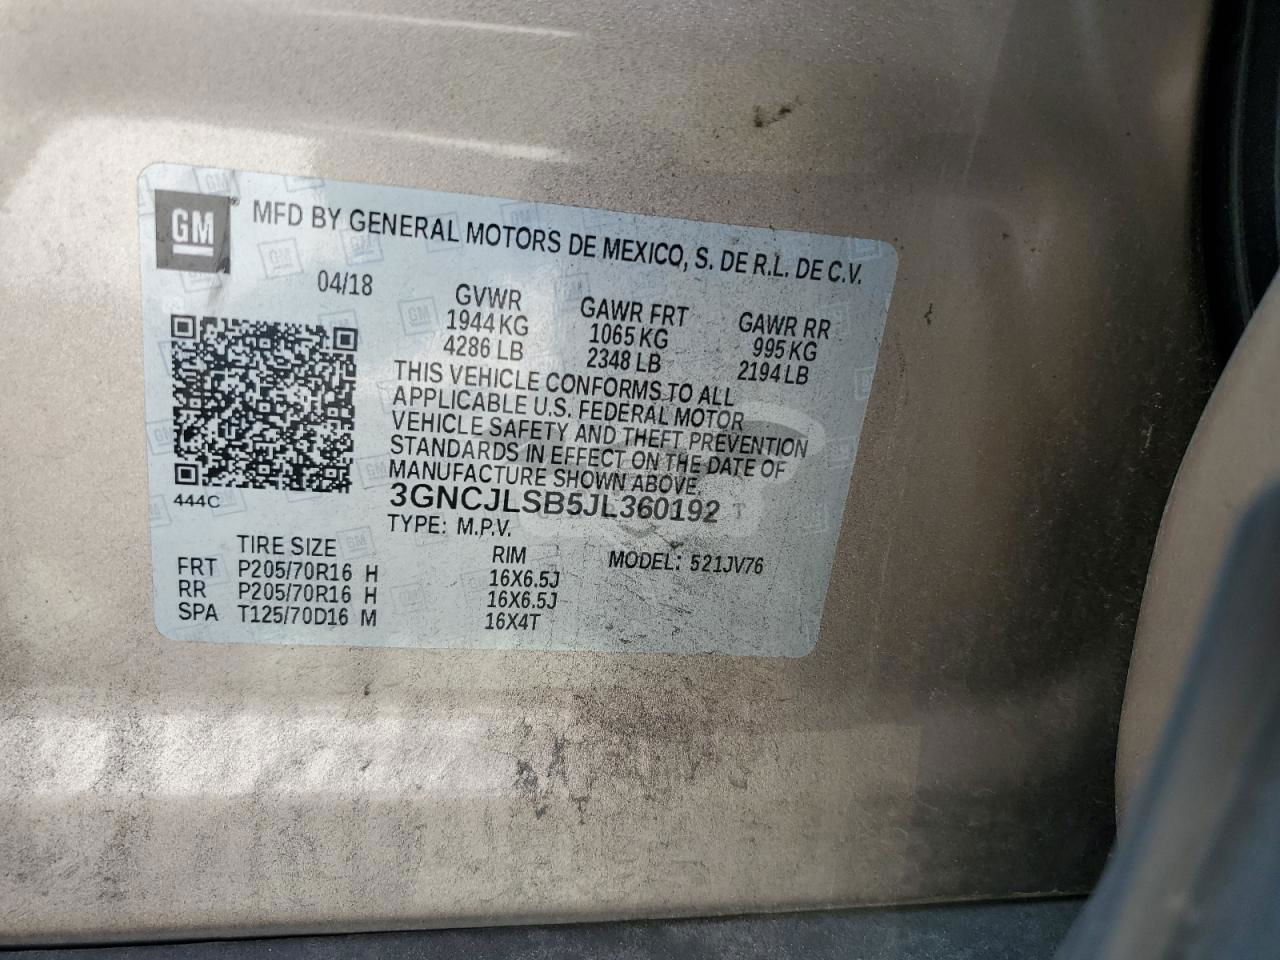 GM® MFD BY GENERAL MOTORS DE MEXICO, S. DE R.L. DE C.V.
04/18 GVWR GAWR FRT GAWR RR
1944 KG 1065 KG 995 KG
4286 LB 2348 LB 2194 LB
THIS VEHICLE CONFORMS TO ALL
APPLICABLE U.S. FEDERAL MOTOR
VEHICLE SAFETY AND THEFT PREVENTION
STANDARDS IN EFFECT ON THE DATE OF
MANUFACTURE SHOWN ABOVE.
444C 3GNCJLSB5JL360192
TYPE: M.P.V.
TIRE SIZE RIM MODEL: 521JV76
FRT P205/70R16 H 16X6.5J
RR P205/70R16 H 16X6.5J
SPA T125/70D16 M 16X4T